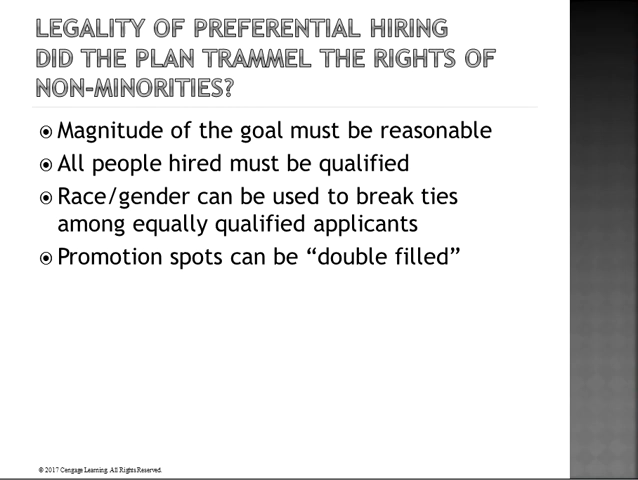 LEGALITY OF PREFERENTIAL HIRING
DID THE PLAN TRAMMEL THE RIGHTS OF
NON-MINORITIES?
Magnitude of the goal must be reasonable
All people hired must be qualified
Race/gender can be used to break ties
among equally qualified applicants
Promotion spots can be “double filled”
© 2017 Cengage Learning. All Rights Reserved.